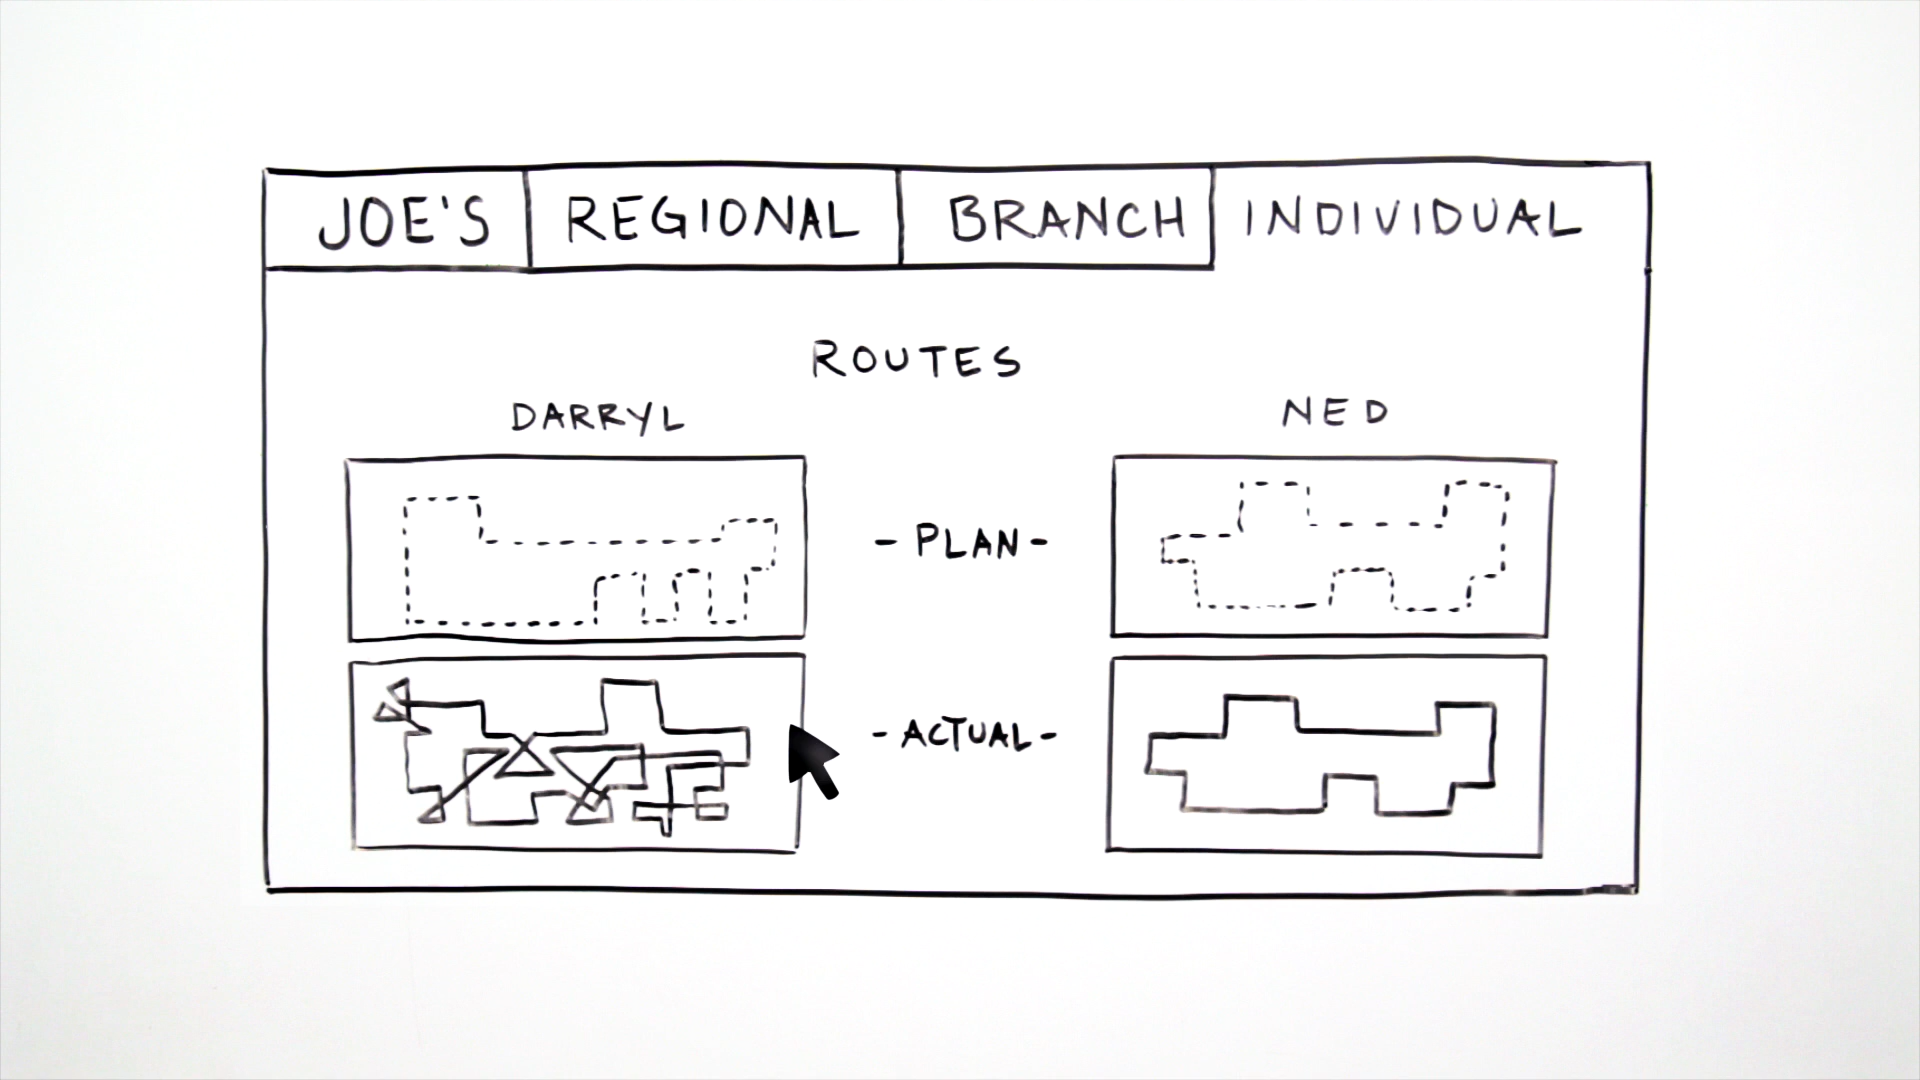 JOE'S REGIONAL BRANCH INDIVIDUAL
ROUTES
DARRYL NED
- PLAN -
- ACTUAL -